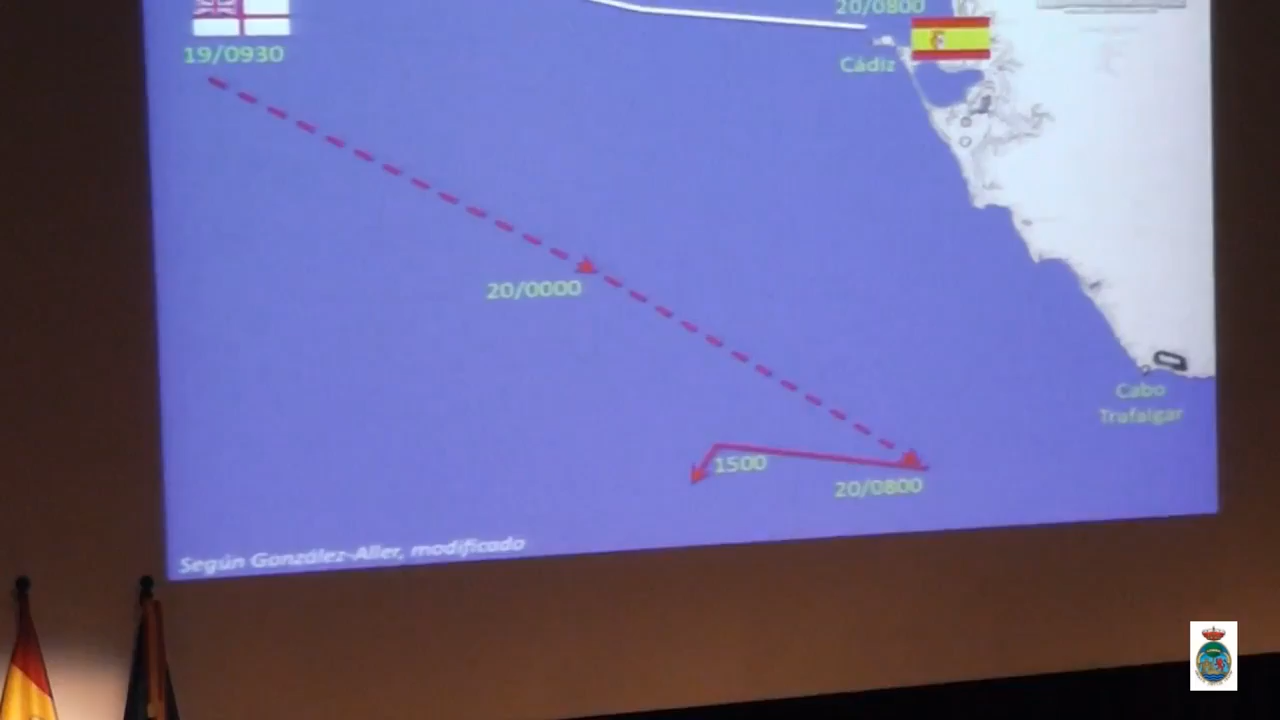 20/0800
19/0930
Cádiz
20/0000
Cabo
Trafalgar
1500
20/0800
Según González-Aller, modificado